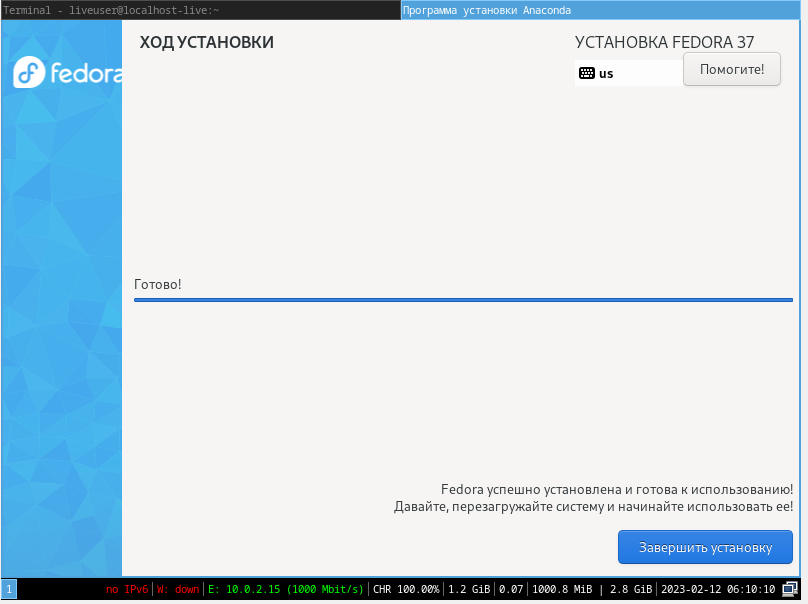 Terminal - liveuser@localhost-live:~
Программа установки Anaconda
fedora
ХОД УСТАНОВКИ
УСТАНОВКА FEDORA 37
us
Помогите!
Готово!
Fedora успешно установлена и готова к использованию!
Давайте, перезагружайте систему и начинайте использовать ее!
Завершить установку
1
no IPv6 | W: down | E: 10.0.2.15 (1000 Mbit/s) | CHR 100.00% | 1.2 GiB | 0.07 | 1000.8 MiB | 2.8 GiB | 2023-02-12 06:10:10